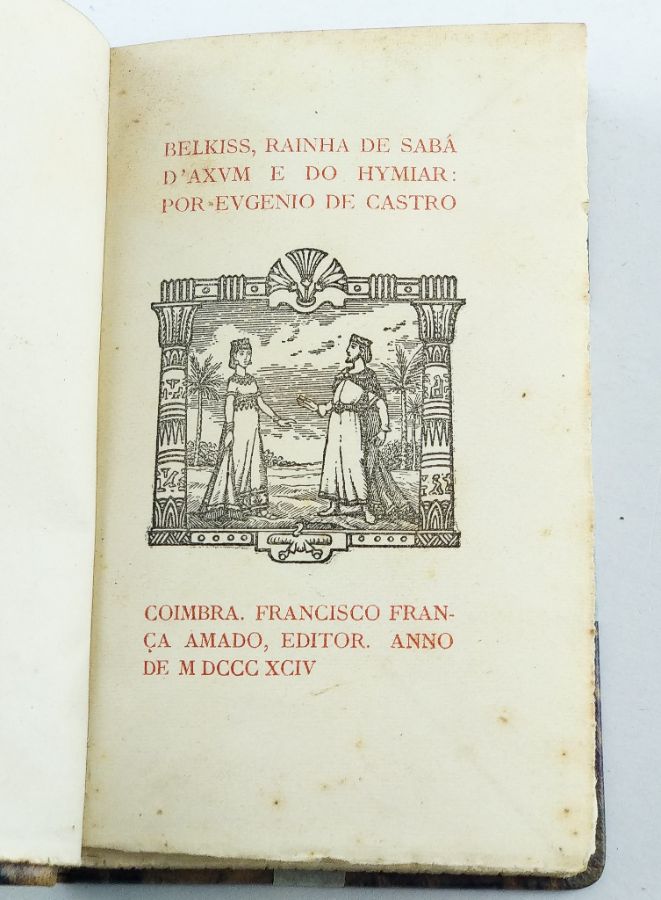 BELKISS, RAINHA DE SABÁ
D'AXVM E DO HYMIAR:
POR EVGENIO DE CASTRO
COIMBRA. FRANCISCO FRAN-
ÇA AMADO, EDITOR. ANNO
DE M DCCC XCIV